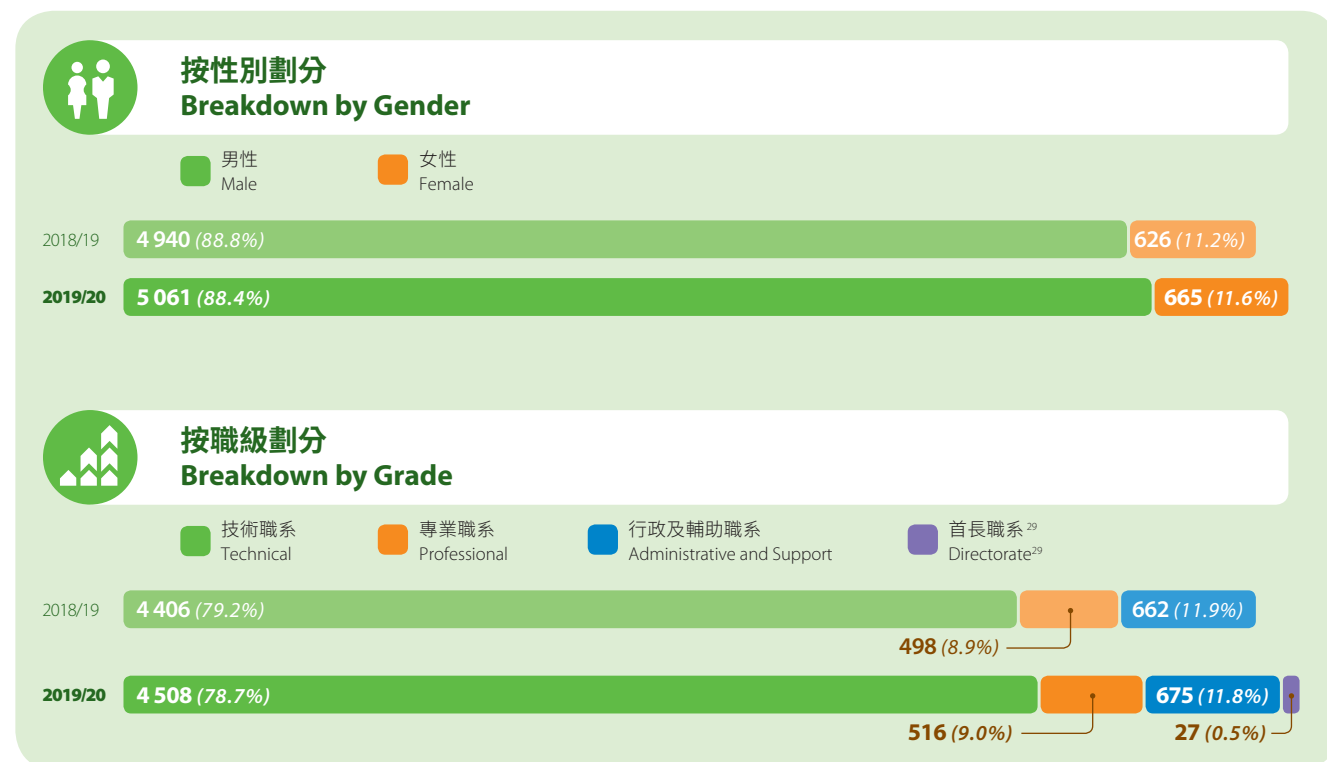 按性別劃分
Breakdown by Gender
男性
Male
女性
Female
2018/19 4 940 (88.8%) 626 (11.2%)
2019/20 5 061 (88.4%) 665 (11.6%)
按職級劃分
Breakdown by Grade
技術職系
Technical
專業職系
Professional
行政及輔助職系
Administrative and Support
首長職系 29
Directorate29
2018/19 4 406 (79.2%) 662 (11.9%)
498 (8.9%)
2019/20 4 508 (78.7%) 675 (11.8%)
516 (9.0%) 27 (0.5%)